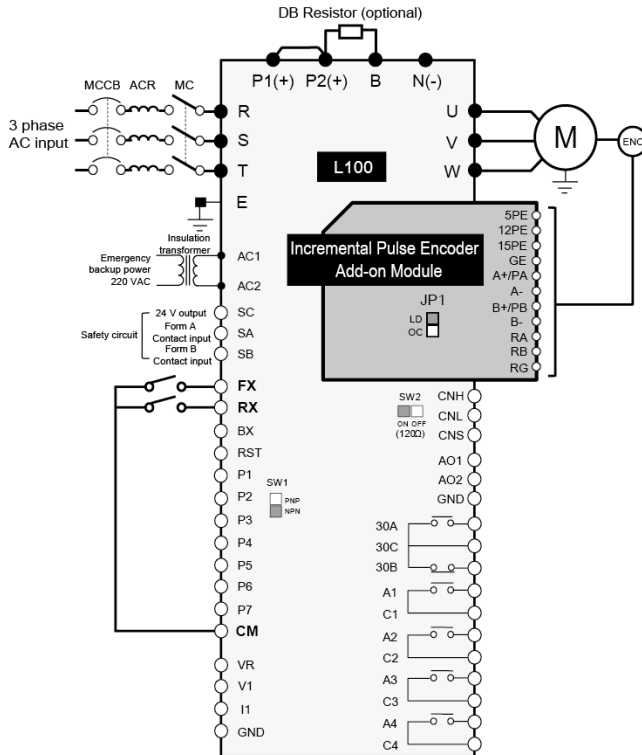 DB Resistor (optional)
P1(+)
P2(+)
B
N(-)
MCCB
ACR
MC
3 phase
AC input
R
S
T
E
U
V
W
M
ENC
L100
Insulation
transformer
Emergency
backup power
220 VAC
AC1
AC2
Safety circuit
24 V output
Form A
Contact input
Form B
Contact input
SC
SA
SB
FX
RX
BX
RST
P1
P2
P3
P4
P5
P6
P7
CM
VR
V1
I1
GND
SW1
PNP
NPN
Incremental Pulse Encoder
Add-on Module
JP1
LD
OC
5PE
12PE
15PE
GE
A+/PA
A-
B+/PB
B-
RA
RB
RG
SW2
ON OFF
(120Ω)
CNH
CNL
CNS
AO1
AO2
GND
30A
30C
30B
A1
C1
A2
C2
A3
C3
A4
C4